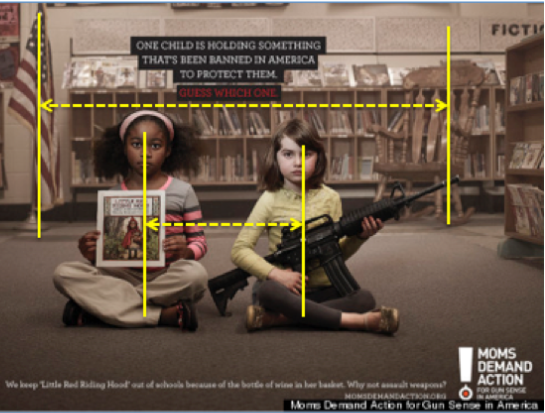 FICTIO
ONE CHILD IS HOLDING SOMETHING
THAT'S BEEN BANNED IN AMERICA
TO PROTECT THEM.
GUESS WHICH ONE.
LITTLE RED
RIDING HOOD
We keep "Little Red Riding Hood" out of schools because of the bottle of wine in her basket. Why not assault weapons?
MOMSDEMANDACTION.ORG
MOMS
DEMAND
ACTION
FOR GUN SENSE
IN AMERICA
Moms Demand Action for Gun Sense in America